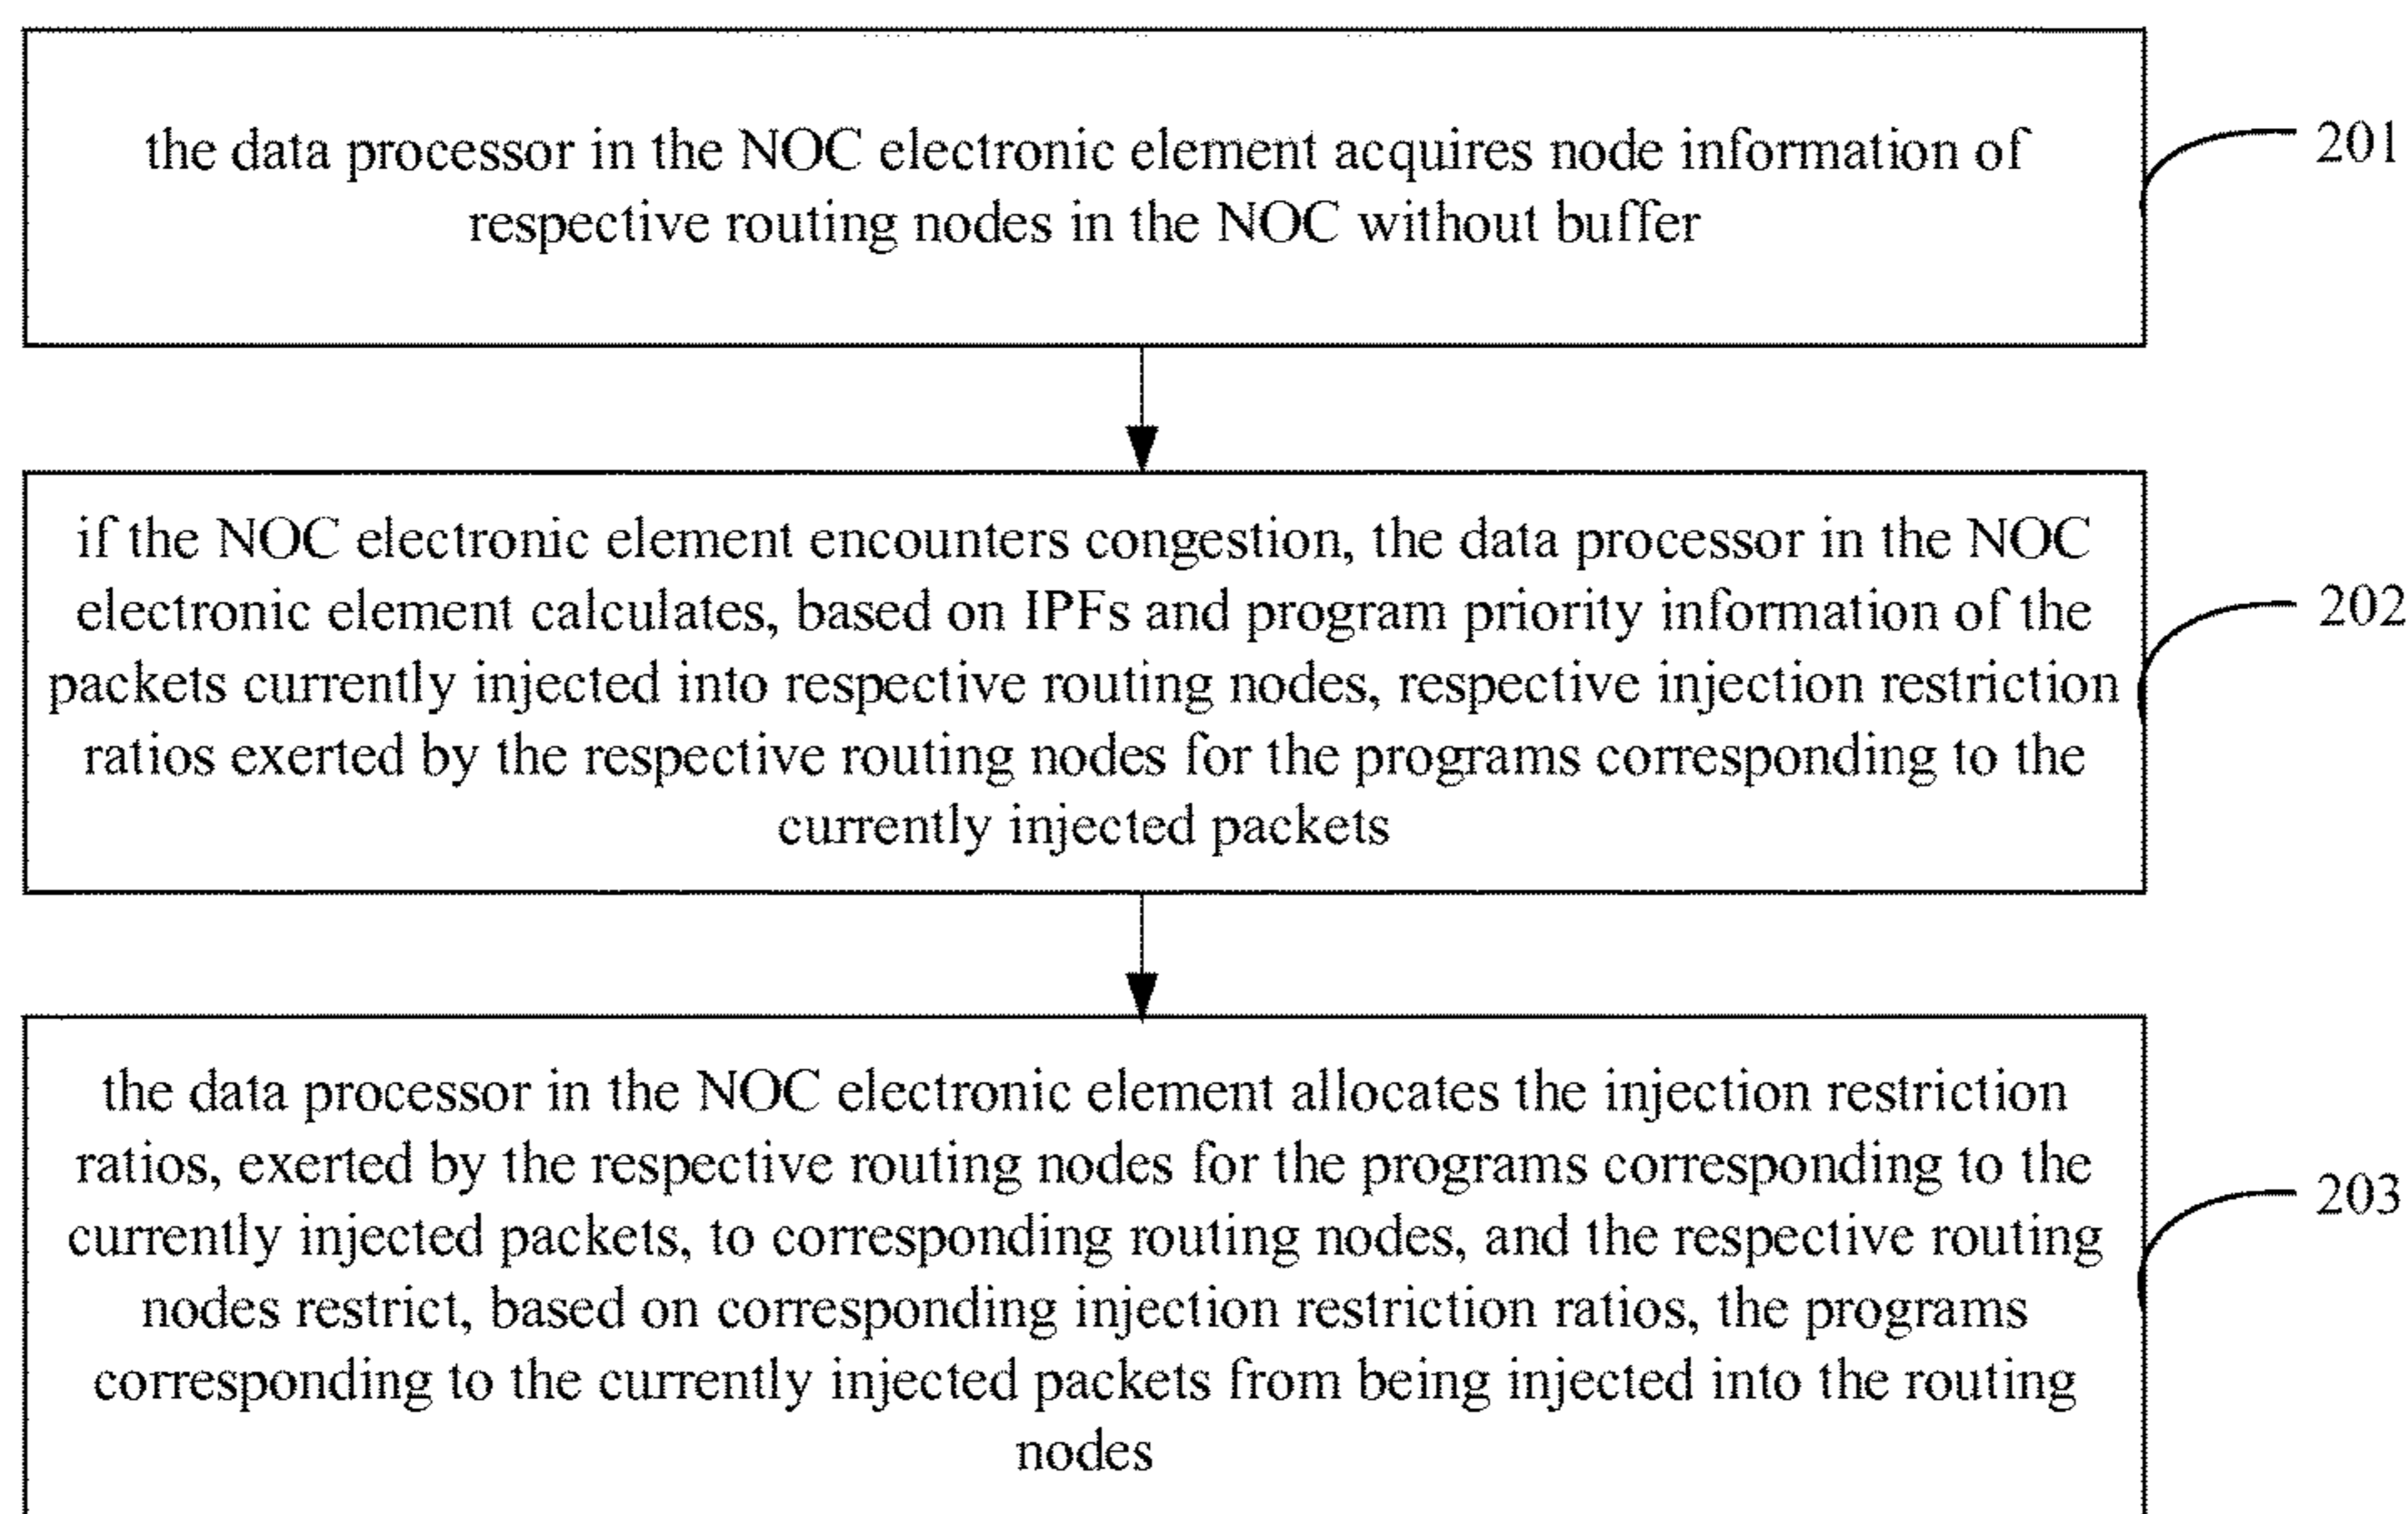 the data processor in the NOC electronic element acquires node information of
respective routing nodes in the NOC without buffer
201
if the NOC electronic element encounters congestion, the data processor in the NOC
electronic element calculates, based on IPFs and program priority information of the
packets currently injected into respective routing nodes, respective injection restriction
ratios exerted by the respective routing nodes for the programs corresponding to the
currently injected packets
202
the data processor in the NOC electronic element allocates the injection restriction
ratios, exerted by the respective routing nodes for the programs corresponding to the
currently injected packets, to corresponding routing nodes, and the respective routing
nodes restrict, based on corresponding injection restriction ratios, the programs
corresponding to the currently injected packets from being injected into the routing
nodes
203